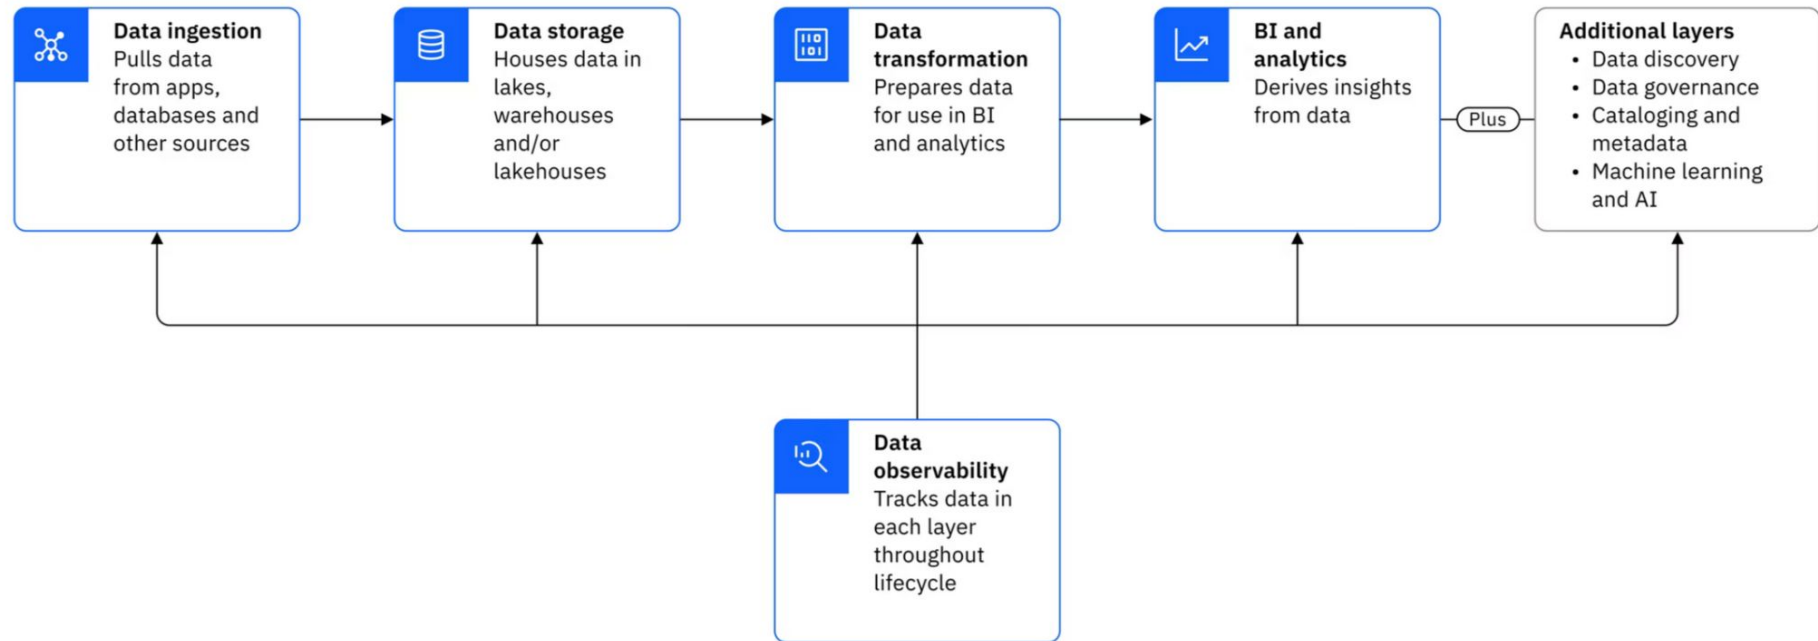 Data ingestion
Pulls data
from apps,
databases and
other sources
Data storage
Houses data in
lakes,
warehouses
and/or
lakehouses
Data
transformation
Prepares data
for use in BI
and analytics
BI and
analytics
Derives insights
from data
Plus
Additional layers
• Data discovery
• Data governance
• Cataloging and
metadata
• Machine learning
and AI
Data
observability
Tracks data in
each layer
throughout
lifecycle